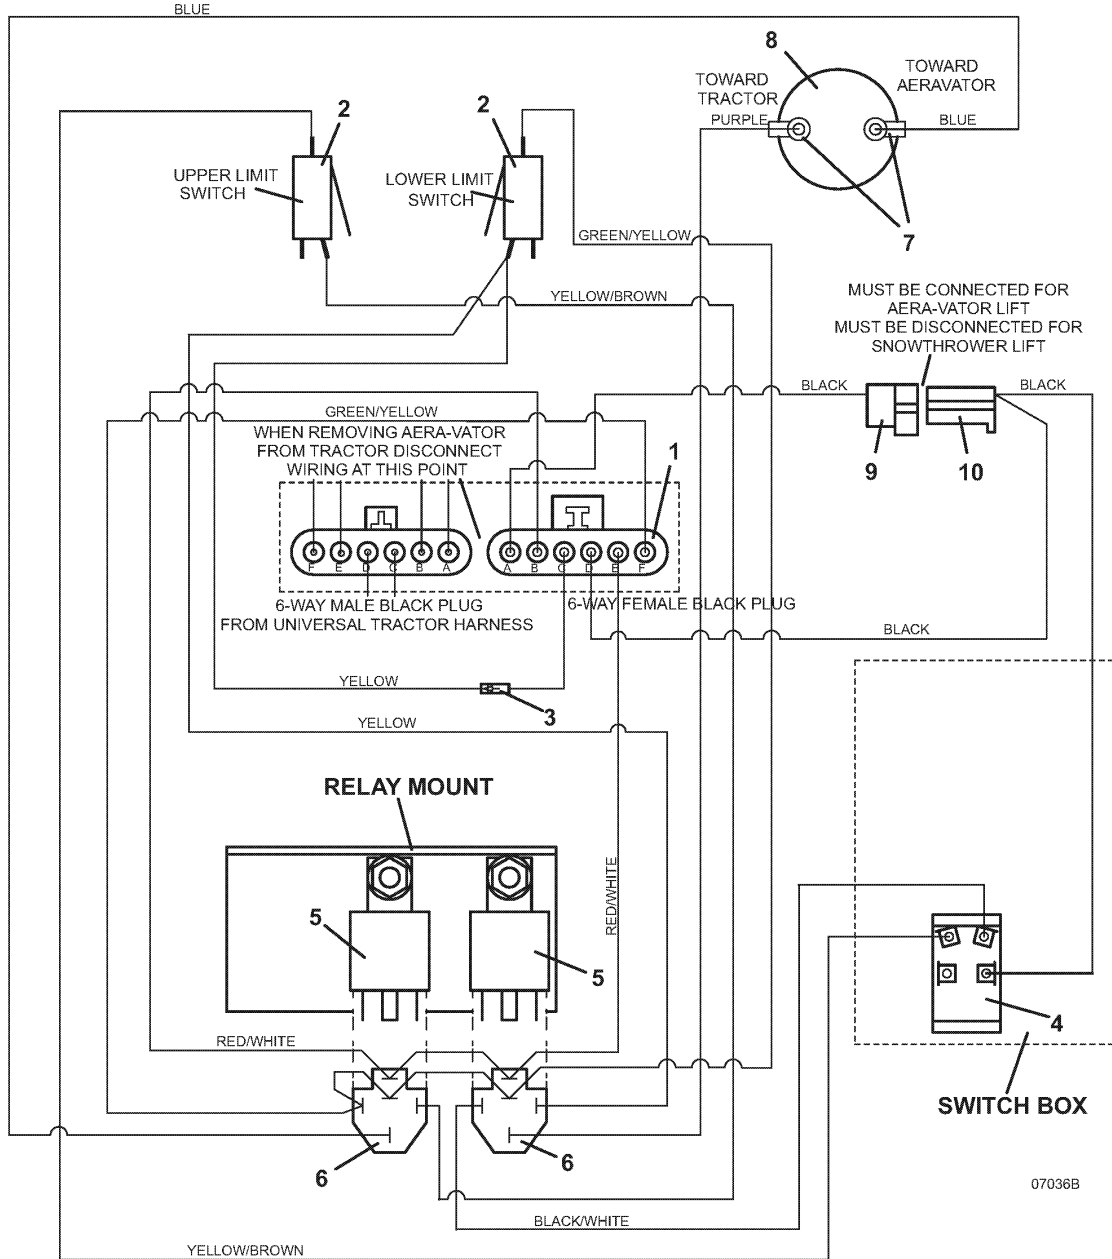 BLUE
8
TOWARD
TRACTOR
TOWARD
AERAVATOR
PURPLE
BLUE
2
2
UPPER LIMIT
SWITCH
LOWER LIMIT
SWITCH
GREEN/YELLOW
7
YELLOW/BROWN
MUST BE CONNECTED FOR
AERA-VATOR LIFT
MUST BE DISCONNECTED FOR
SNOWTHROWER LIFT
BLACK
BLACK
GREEN/YELLOW
WHEN REMOVING AERA-VATOR
FROM TRACTOR DISCONNECT
WIRING AT THIS POINT
1
9
10
F E D C B A
A B C D E F
6-WAY MALE BLACK PLUG
FROM UNIVERSAL TRACTOR HARNESS
6-WAY FEMALE BLACK PLUG
BLACK
YELLOW
3
YELLOW
RELAY MOUNT
RED/WHITE
5
5
4
RED/WHITE
SWITCH BOX
6
6
07036B
BLACK/WHITE
YELLOW/BROWN